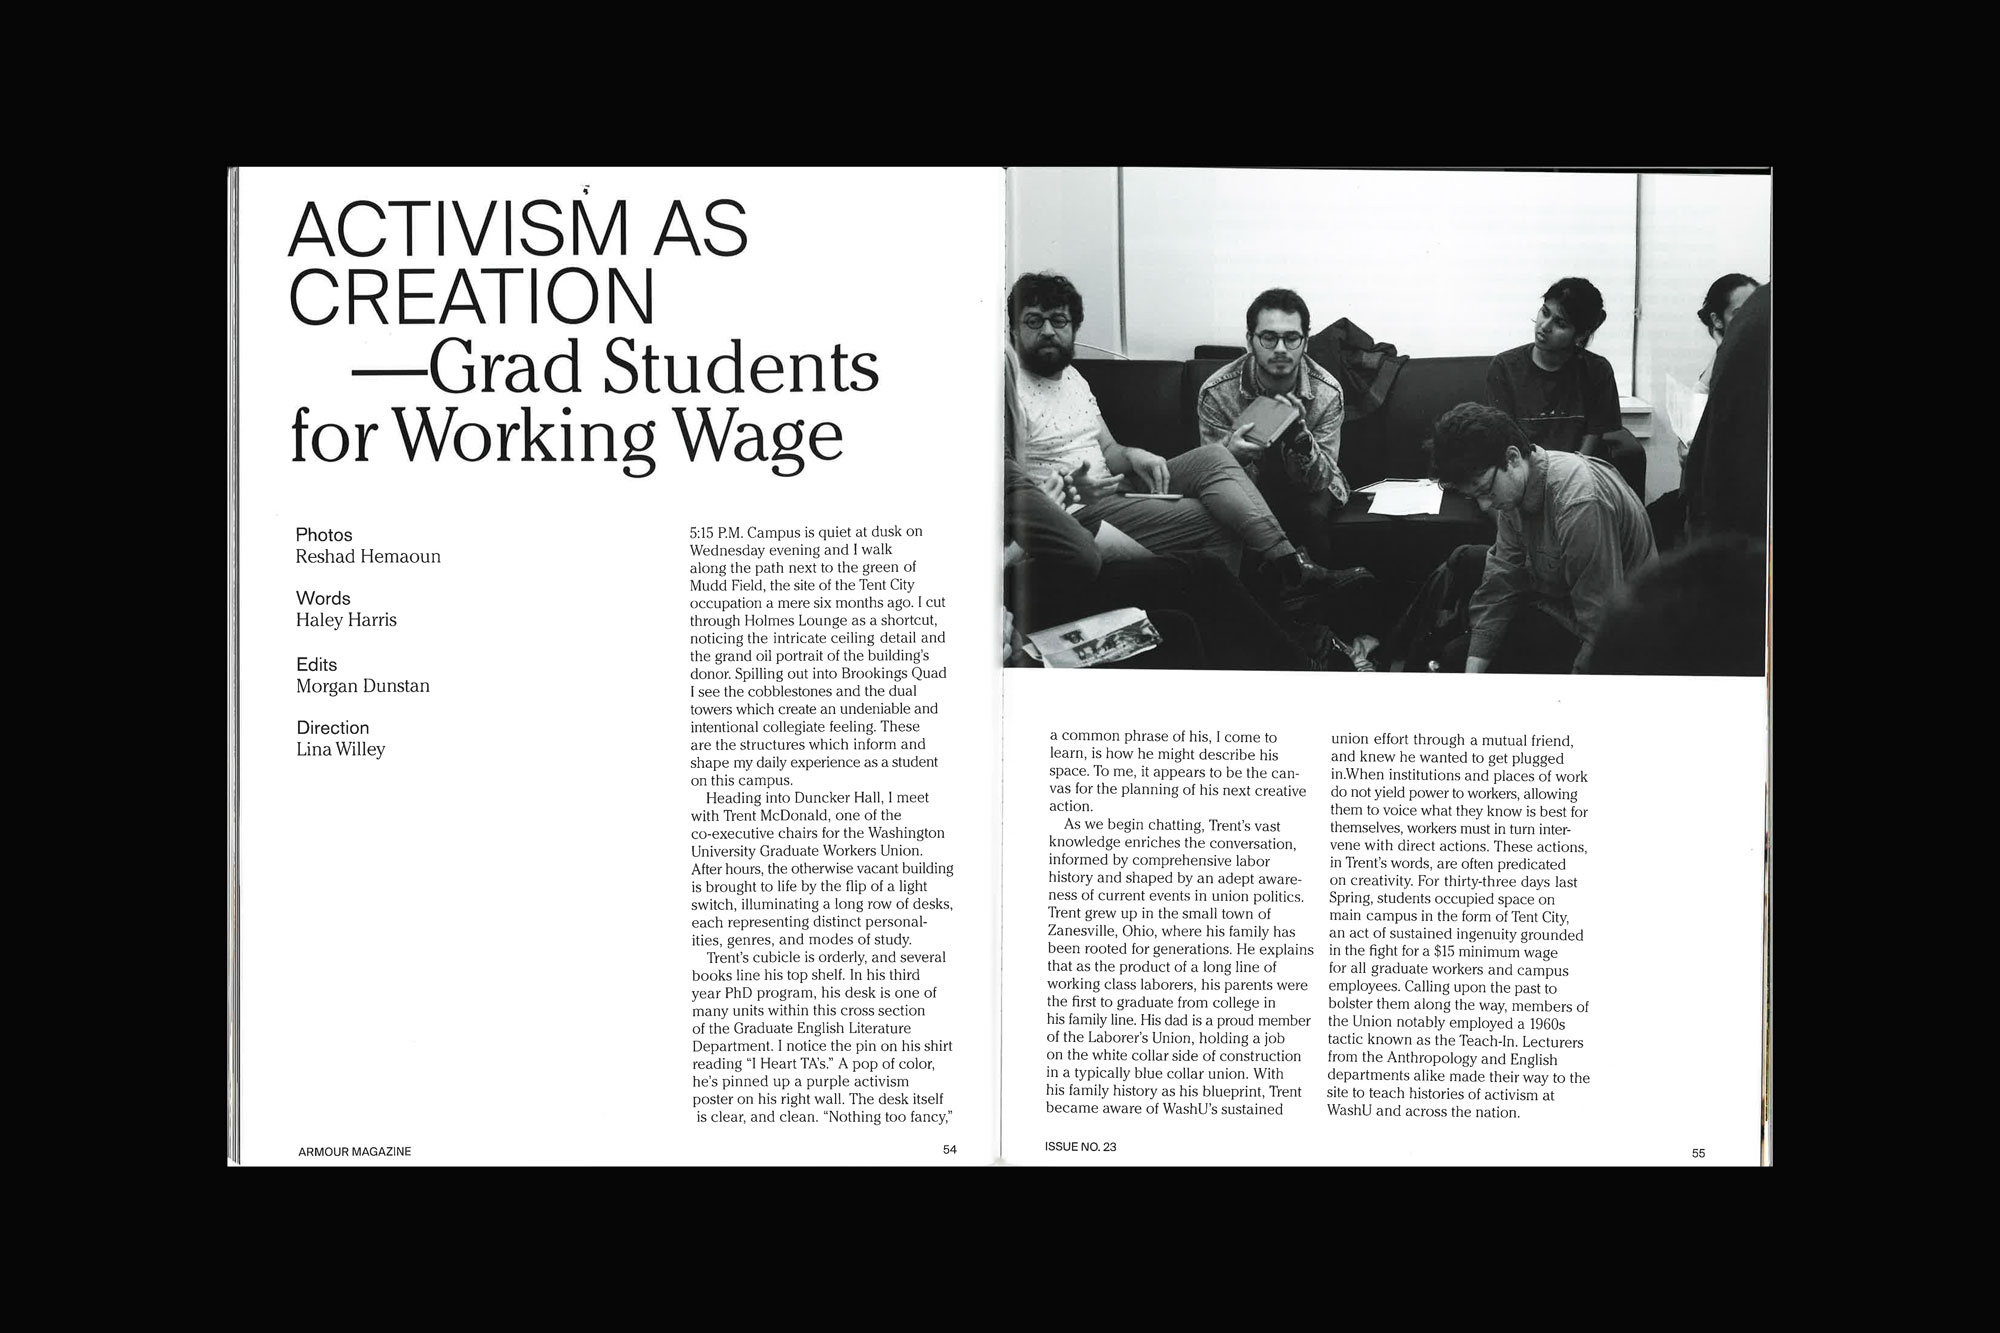 ACTIVISM AS
CREATION
—Grad Students
for Working Wage
Photos
Reshad Hemaoun
Words
Haley Harris
Edits
Morgan Dunstan
Direction
Lina Willey
5:15 P.M. Campus is quiet at dusk on
Wednesday evening and I walk
along the path next to the green of
Mudd Field, the site of the Tent City
occupation a mere six months ago. I cut
through Holmes Lounge as a shortcut,
noticing the intricate ceiling detail and
the grand oil portrait of the building's
donor. Spilling out into Brookings Quad
I see the cobblestones and the dual
towers which create an undeniable and
intentional collegiate feeling. These
are the structures which inform and
shape my daily experience as a student
on this campus.
Heading into Duncker Hall, I meet
with Trent McDonald, one of the
co-executive chairs for the Washington
University Graduate Workers Union.
After hours, the otherwise vacant building
is brought to life by the flip of a light
switch, illuminating a long row of desks,
each representing distinct personal-
ities, genres, and modes of study.
Trent's cubicle is orderly, and several
books line his top shelf. In his third
year PhD program, his desk is one of
many units within this cross section
of the Graduate English Literature
Department. I notice the pin on his shirt
reading “I Heart TA's.” A pop of color,
he's pinned up a purple activism
poster on his right wall. The desk itself
is clear, and clean. “Nothing too fancy,”
ARMOUR MAGAZINE
54
a common phrase of his, I come to
learn, is how he might describe his
space. To me, it appears to be the can-
vas for the planning of his next creative
action.
As we begin chatting, Trent's vast
knowledge enriches the conversation,
informed by comprehensive labor
history and shaped by an adept aware-
ness of current events in union politics.
Trent grew up in the small town of
Zanesville, Ohio, where his family has
been rooted for generations. He explains
that as the product of a long line of
working class laborers, his parents were
the first to graduate from college in
his family line. His dad is a proud member
of the Laborer's Union, holding a job
on the white collar side of construction
in a typically blue collar union. With
his family history as his blueprint, Trent
became aware of WashU's sustained
union effort through a mutual friend,
and knew he wanted to get plugged
in.When institutions and places of work
do not yield power to workers, allowing
them to voice what they know is best for
themselves, workers must in turn inter-
vene with direct actions. These actions,
in Trent's words, are often predicated
on creativity. For thirty-three days last
Spring, students occupied space on
main campus in the form of Tent City,
an act of sustained ingenuity grounded
in the fight for a $15 minimum wage
for all graduate workers and campus
employees. Calling upon the past to
bolster them along the way, members of
the Union notably employed a 1960s
tactic known as the Teach-In. Lecturers
from the Anthropology and English
departments alike made their way to the
site to teach histories of activism at
WashU and across the nation.
ISSUE NO. 23
55